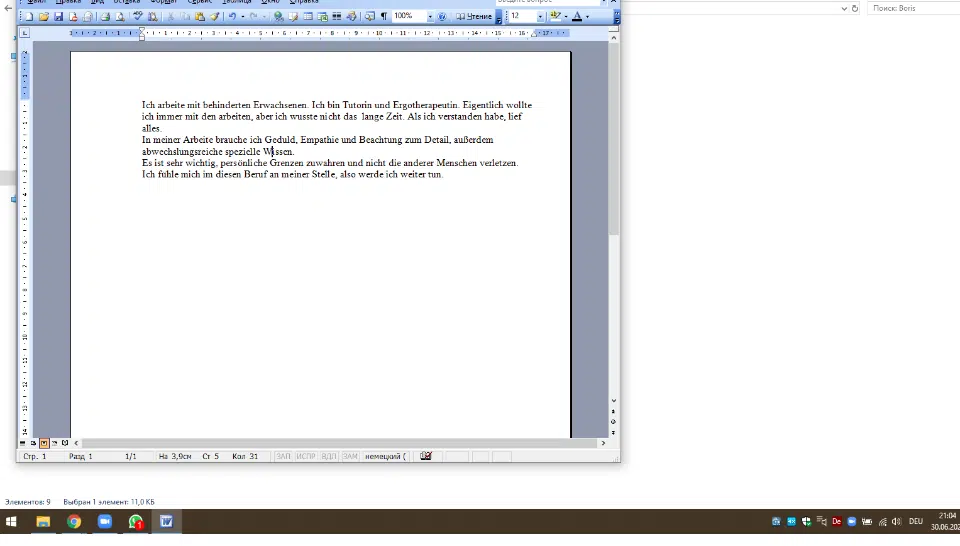 Файл Правка Вид Вставка Формат Сервис Таблица Окно Справка
Поиск: Boris
100% Чтение 12
Ich arbeite mit behinderten Erwachsenen. Ich bin Tutorin und Ergotherapeutin. Eigentlich wollte
ich immer mit den arbeiten, aber ich wusste nicht das lange Zeit. Als ich verstanden habe, lief
alles.
In meiner Arbeite brauche ich Geduld, Empathie und Beachtung zum Detail, außerdem
abwechslungsreiche spezielle Wissen.
Es ist sehr wichtig, persönliche Grenzen zuwahren und nicht die anderer Menschen verletzen.
Ich fühle mich im diesen Beruf an meiner Stelle, also werde ich weiter tun.
Стр. 1 Разд 1 1/1 На 3,9см Ст 5 Кол 31 ЗАП ИСПР ВДЛ ЗАМ немецкий (
Элементов: 9 Выбран 1 элемент: 11,0 КБ
De DEU 21:04
30.06.202